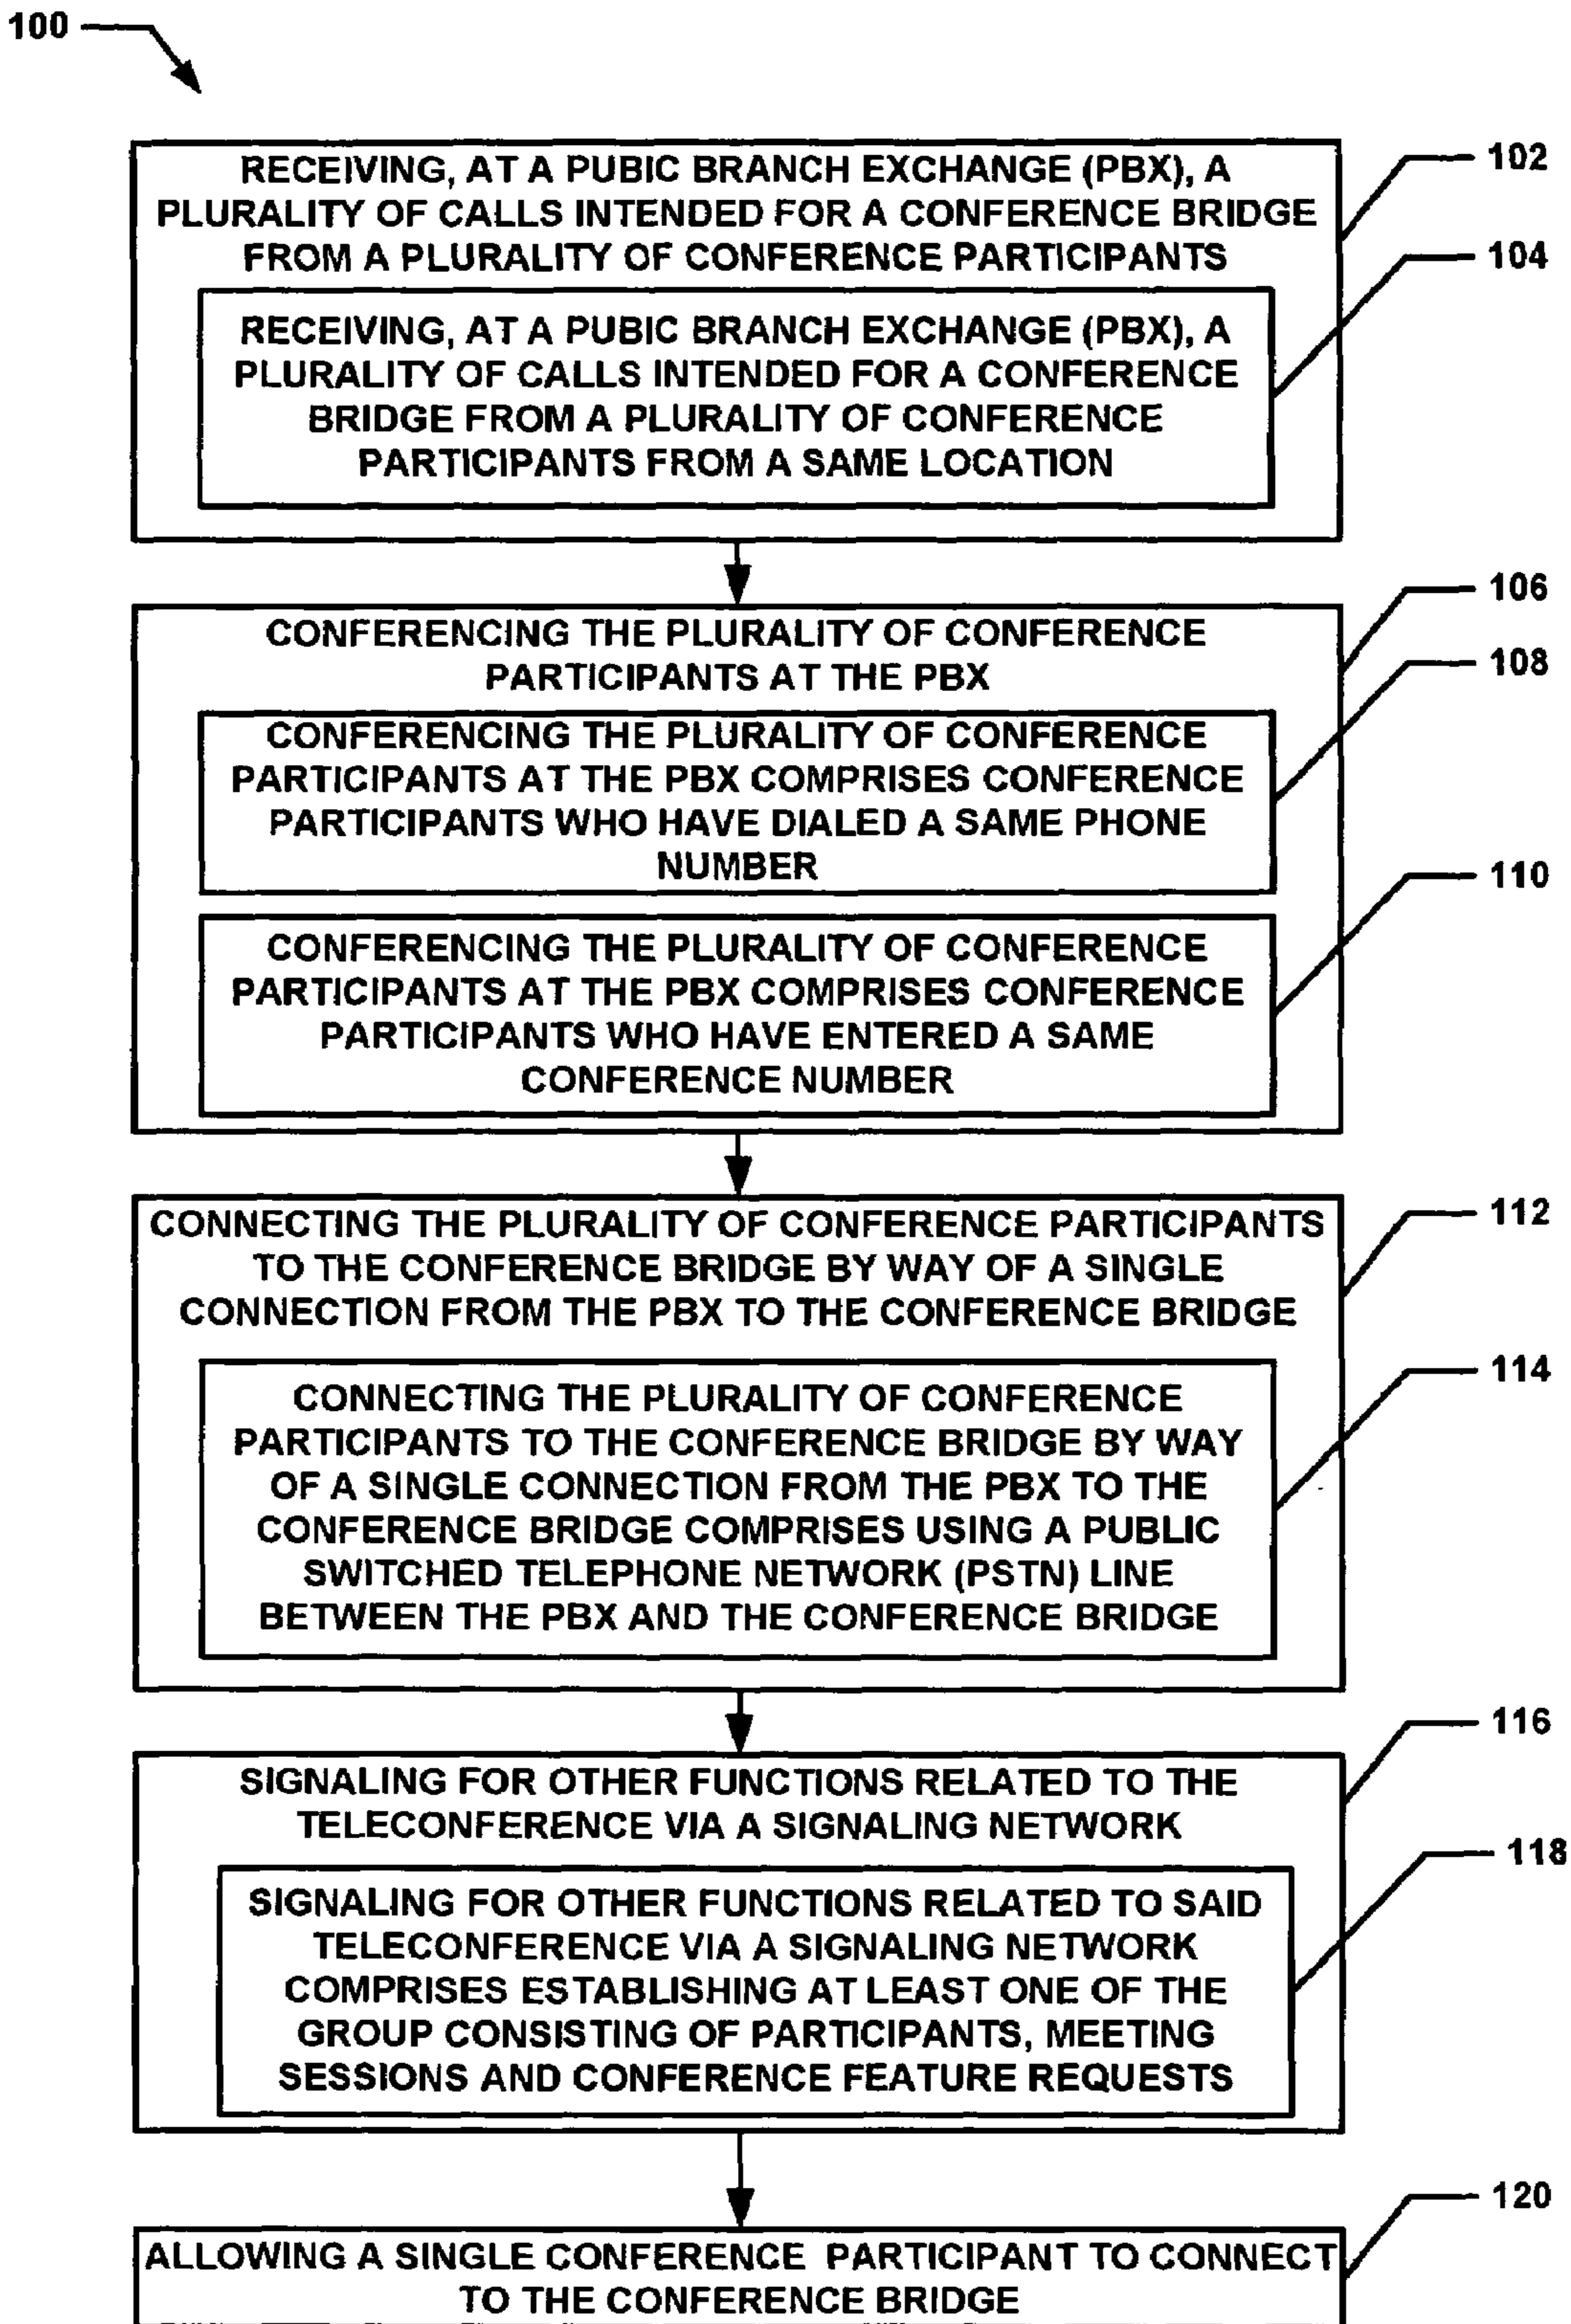 100
RECEIVING, AT A PUBIC BRANCH EXCHANGE (PBX), A
PLURALITY OF CALLS INTENDED FOR A CONFERENCE BRIDGE
FROM A PLURALITY OF CONFERENCE PARTICIPANTS
102
RECEIVING, AT A PUBIC BRANCH EXCHANGE (PBX), A
PLURALITY OF CALLS INTENDED FOR A CONFERENCE
BRIDGE FROM A PLURALITY OF CONFERENCE
PARTICIPANTS FROM A SAME LOCATION
104
CONFERENCING THE PLURALITY OF CONFERENCE
PARTICIPANTS AT THE PBX
106
CONFERENCING THE PLURALITY OF CONFERENCE
PARTICIPANTS AT THE PBX COMPRISES CONFERENCE
PARTICIPANTS WHO HAVE DIALED A SAME PHONE
NUMBER
108
CONFERENCING THE PLURALITY OF CONFERENCE
PARTICIPANTS AT THE PBX COMPRISES CONFERENCE
PARTICIPANTS WHO HAVE ENTERED A SAME
CONFERENCE NUMBER
110
CONNECTING THE PLURALITY OF CONFERENCE PARTICIPANTS
TO THE CONFERENCE BRIDGE BY WAY OF A SINGLE
CONNECTION FROM THE PBX TO THE CONFERENCE BRIDGE
112
CONNECTING THE PLURALITY OF CONFERENCE
PARTICIPANTS TO THE CONFERENCE BRIDGE BY WAY
OF A SINGLE CONNECTION FROM THE PBX TO THE
CONFERENCE BRIDGE COMPRISES USING A PUBLIC
SWITCHED TELEPHONE NETWORK (PSTN) LINE
BETWEEN THE PBX AND THE CONFERENCE BRIDGE
114
SIGNALING FOR OTHER FUNCTIONS RELATED TO THE
TELECONFERENCE VIA A SIGNALING NETWORK
116
SIGNALING FOR OTHER FUNCTIONS RELATED TO SAID
TELECONFERENCE VIA A SIGNALING NETWORK
COMPRISES ESTABLISHING AT LEAST ONE OF THE
GROUP CONSISTING OF PARTICIPANTS, MEETING
SESSIONS AND CONFERENCE FEATURE REQUESTS
118
ALLOWING A SINGLE CONFERENCE PARTICIPANT TO CONNECT
TO THE CONFERENCE BRIDGE
120